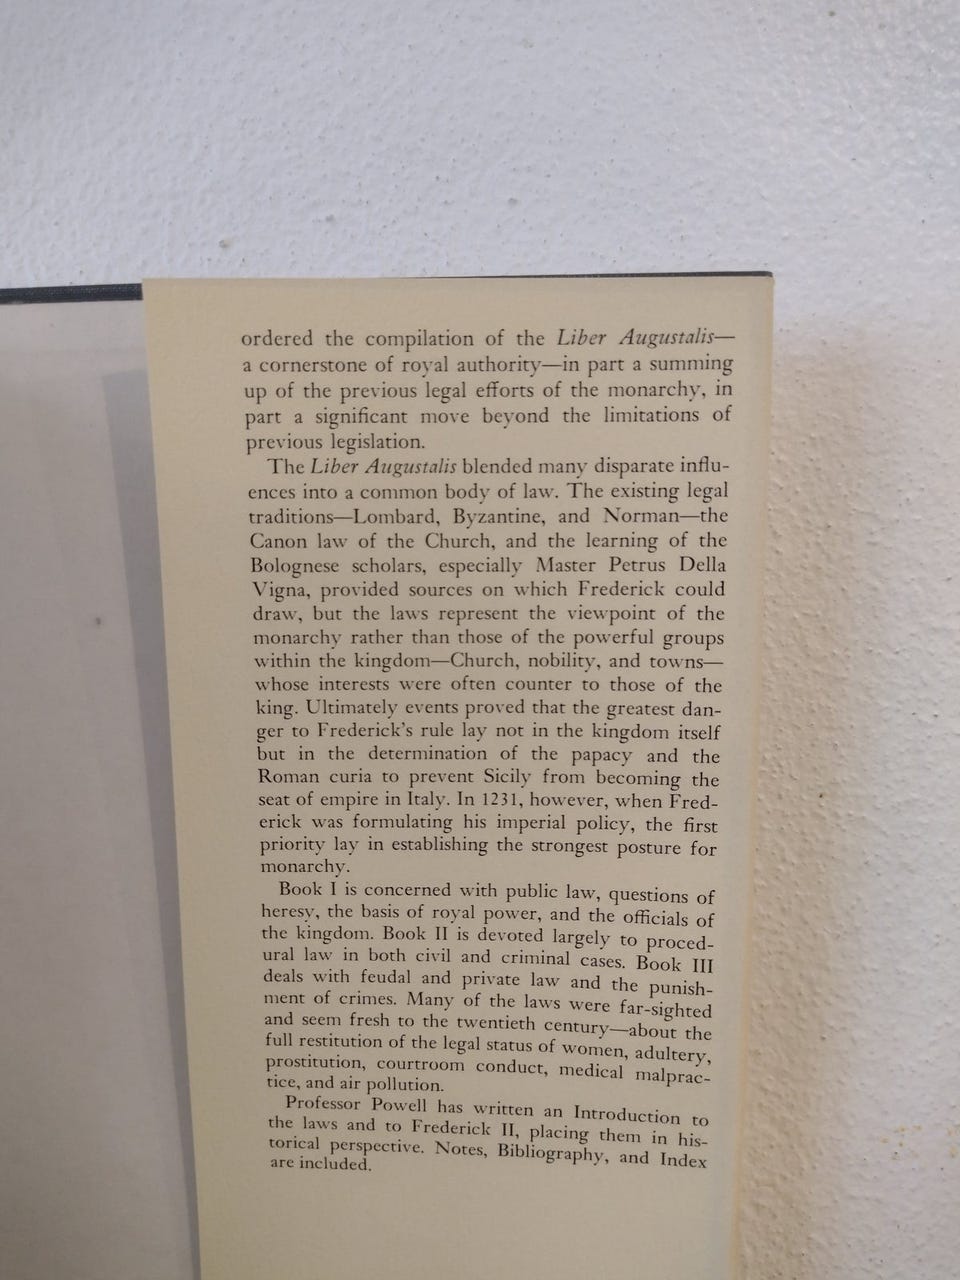 ordered the compilation of the Liber Augustalis—
a cornerstone of royal authority—in part a summing
up of the previous legal efforts of the monarchy, in
part a significant move beyond the limitations of
previous legislation.
The Liber Augustalis blended many disparate influ-
ences into a common body of law. The existing legal
traditions—Lombard, Byzantine, and Norman—the
Canon law of the Church, and the learning of the
Bolognese scholars, especially Master Petrus Della
Vigna, provided sources on which Frederick could
draw, but the laws represent the viewpoint of the
monarchy rather than those of the powerful groups
within the kingdom—Church, nobility, and towns—
whose interests were often counter to those of the
king. Ultimately events proved that the greatest dan-
ger to Frederick's rule lay not in the kingdom itself
but in the determination of the papacy and the
Roman curia to prevent Sicily from becoming the
seat of empire in Italy. In 1231, however, when Fred-
erick was formulating his imperial policy, the first
priority lay in establishing the strongest posture for
monarchy.
Book I is concerned with public law, questions of
heresy, the basis of royal power, and the officials of
the kingdom. Book II is devoted largely to proced-
ural law in both civil and criminal cases. Book III
deals with feudal and private law and the punish-
ment of crimes. Many of the laws were far-sighted
and seem fresh to the twentieth century—about the
full restitution of the legal status of women, adultery,
prostitution, courtroom conduct, medical malprac-
tice, and air pollution.
Professor Powell has written an Introduction to
the laws and to Frederick II, placing them in his-
torical perspective. Notes, Bibliography, and Index
are included.